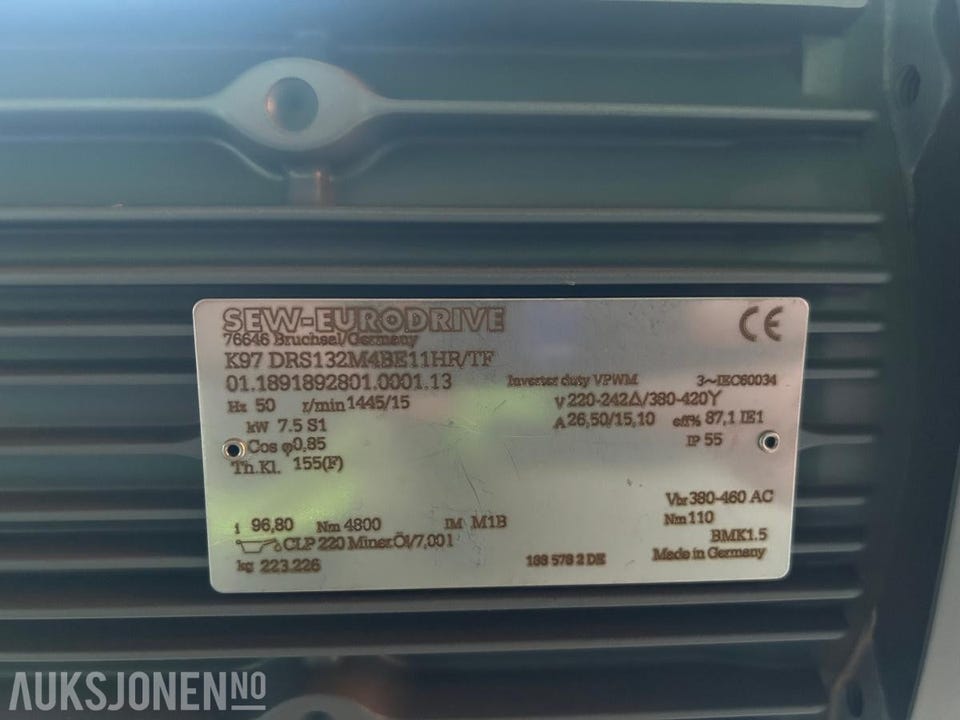 SEW-EURODRIVE CE
76646 Bruchsal/Germany
K97 DRS132M4BE11HR/TF
01.1891892801.0001.13 Inverter duty VPWM 3~IEC60034
Hz 50 r/min 1445/15 V 220-242Δ/380-420Y
kW 7.5 S1 A 26,50/15,10 eff% 87,1 IE1
Cos φ 0,85 IP 55
Th.Kl. 155(F)
Vbr 380-460 AC
i 96,80 Nm 4800 IM M1B Nm 110
CLP 220 Miner.Öl/7,00 l BMK1.5
kg 223.226 188 578 2 DE Made in Germany
AUKSJONEN NO